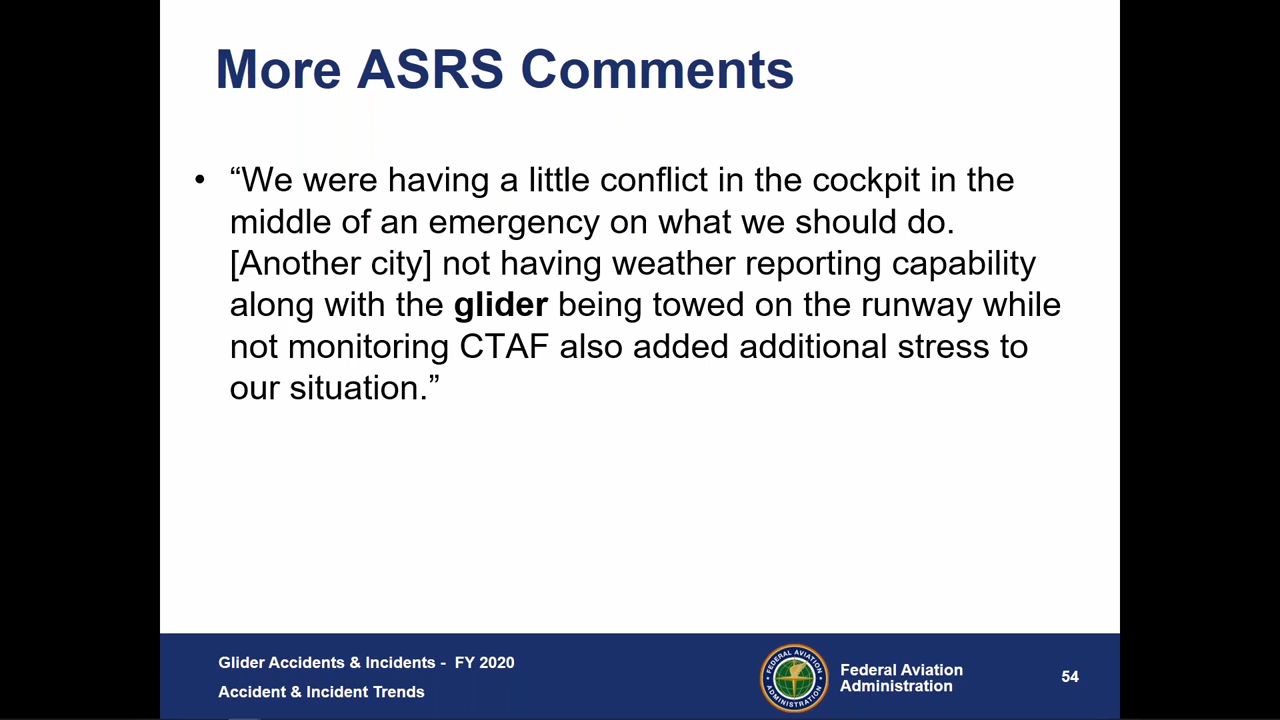 More ASRS Comments
• “We were having a little conflict in the cockpit in the
middle of an emergency on what we should do.
[Another city] not having weather reporting capability
along with the glider being towed on the runway while
not monitoring CTAF also added additional stress to
our situation.”
Glider Accidents & Incidents - FY 2020
Accident & Incident Trends
FEDERAL AVIATION
ADMINISTRATION
Federal Aviation
Administration
54